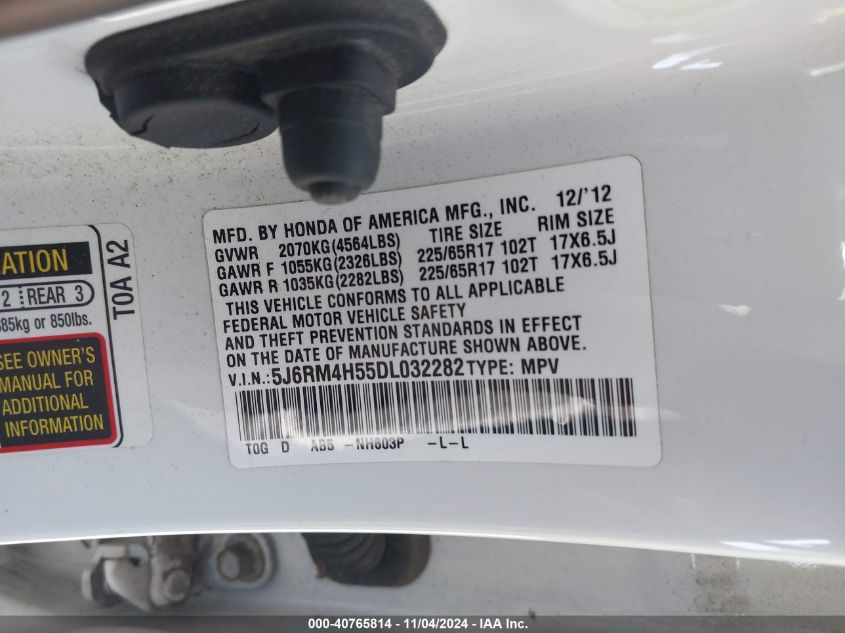 MFD. BY HONDA OF AMERICA MFG., INC. 12/'12
TIRE SIZE RIM SIZE
GVWR 2070KG(4564LBS)
GAWR F 1055KG(2326LBS) 225/65R17 102T 17X6.5J
GAWR R 1035KG(2282LBS) 225/65R17 102T 17X6.5J
THIS VEHICLE CONFORMS TO ALL APPLICABLE
FEDERAL MOTOR VEHICLE SAFETY
AND THEFT PREVENTION STANDARDS IN EFFECT
ON THE DATE OF MANUFACTURE SHOWN ABOVE.
V.I.N.:5J6RM4H55DL032282 TYPE: MPV
TOG D AB5 -NH603P -L-L
ATION
2 REAR 3
385kg or 850lbs.
TOA A2
SEE OWNER'S
MANUAL FOR
ADDITIONAL
INFORMATION
000-40765814 - 11/04/2024 - IAA Inc.